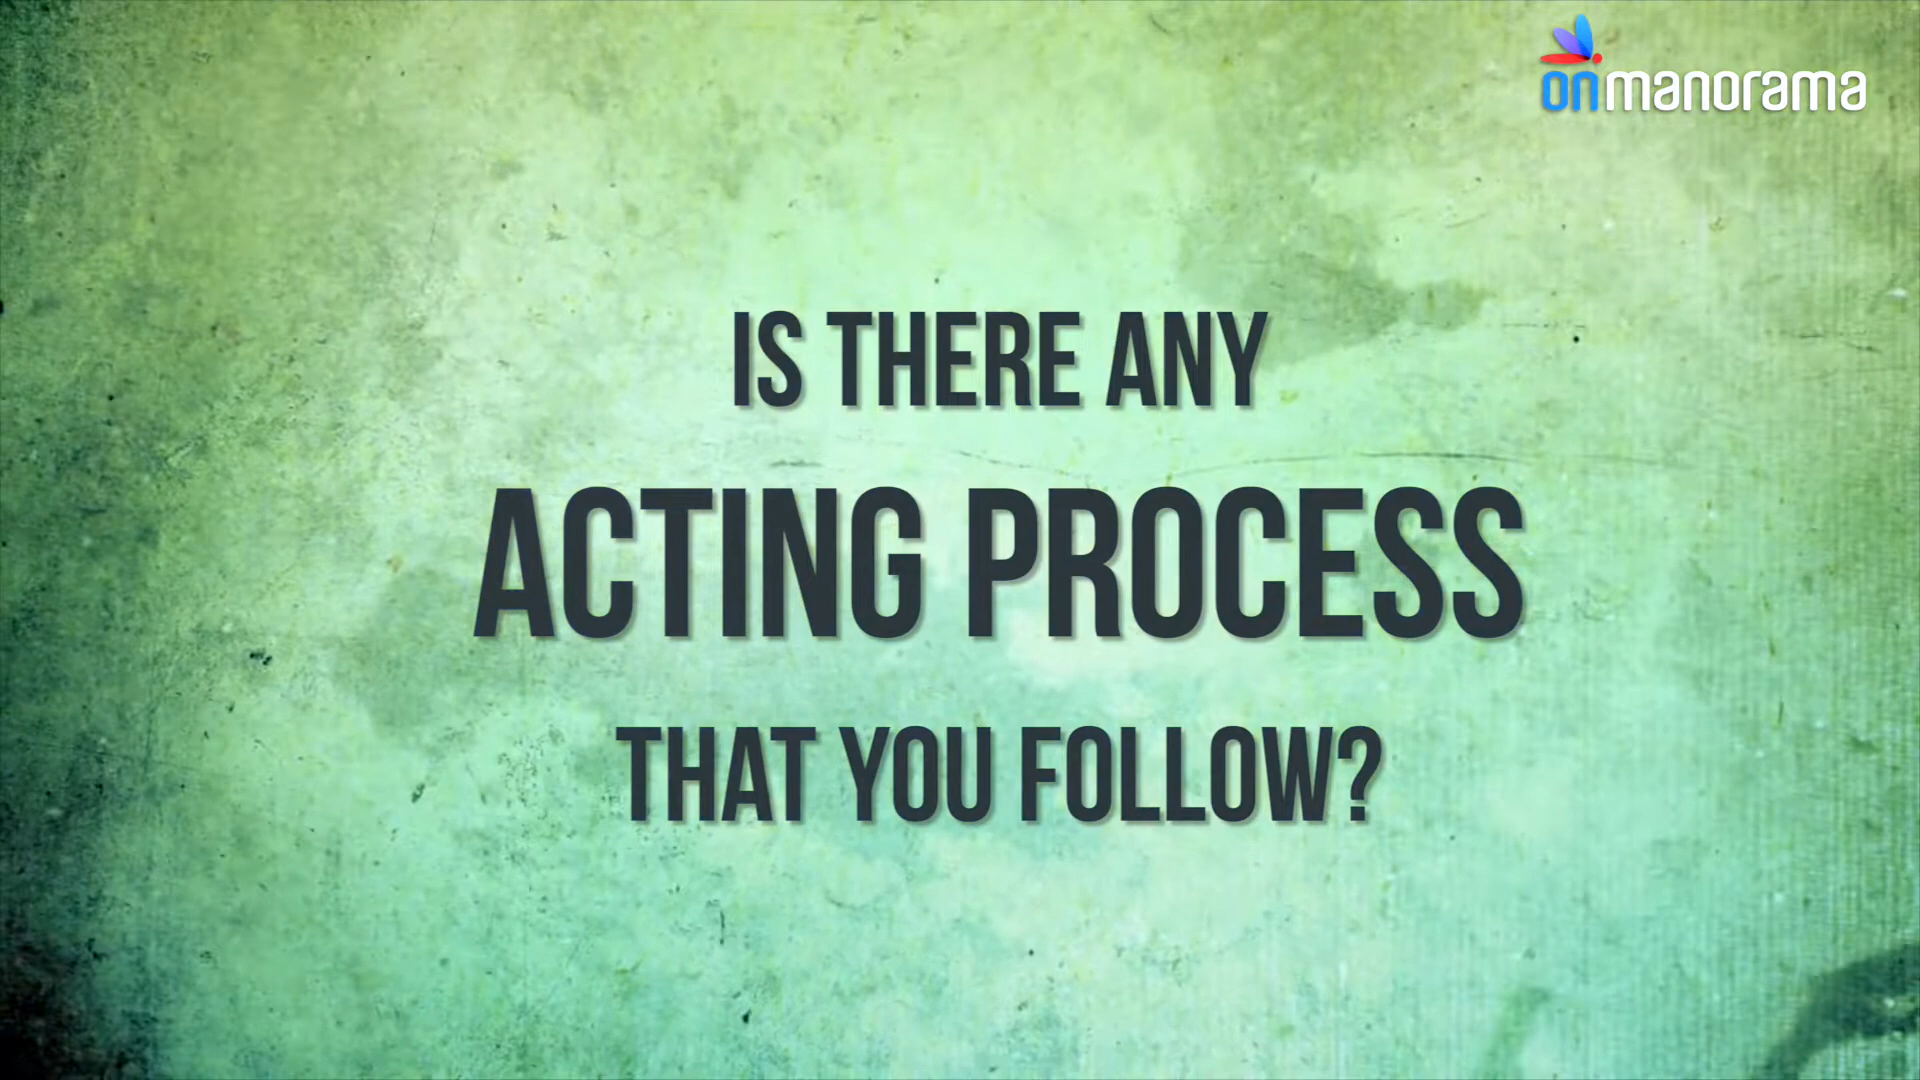 onmanorama
IS THERE ANY
ACTING PROCESS
THAT YOU FOLLOW?